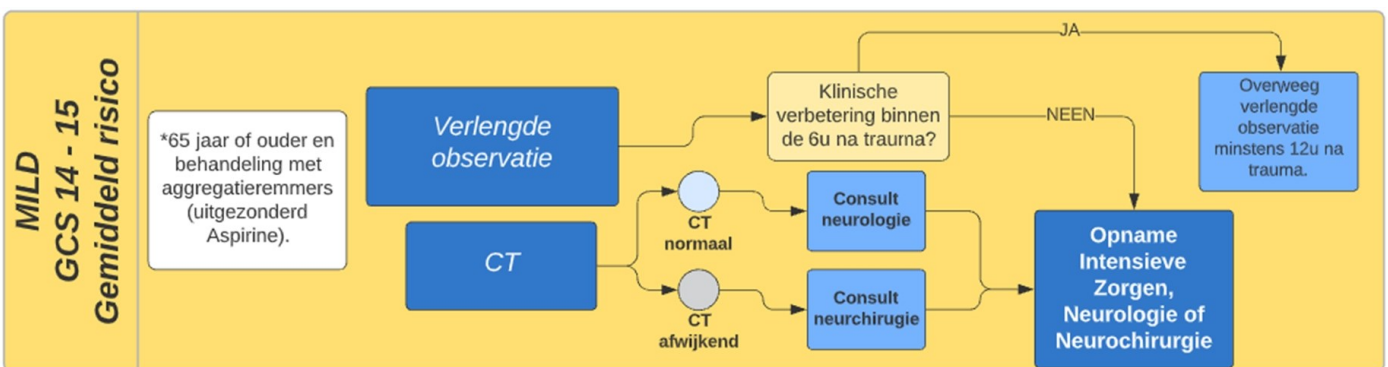 MILD
GCS 14 - 15
Gemiddeld risico
*65 jaar of ouder en
behandeling met
aggregatieremmers
(uitgezonderd
Aspirine).
Verlengde
observatie
CT
CT
normaal
CT
afwijkend
Klinische
verbetering binnen
de 6u na trauma?
Consult
neurologie
Consult
neurchirugie
JA
NEEN
Overweeg
verlengde
observatie
minstens 12u na
trauma.
Opname
Intensieve
Zorgen,
Neurologie of
Neurochirurgie